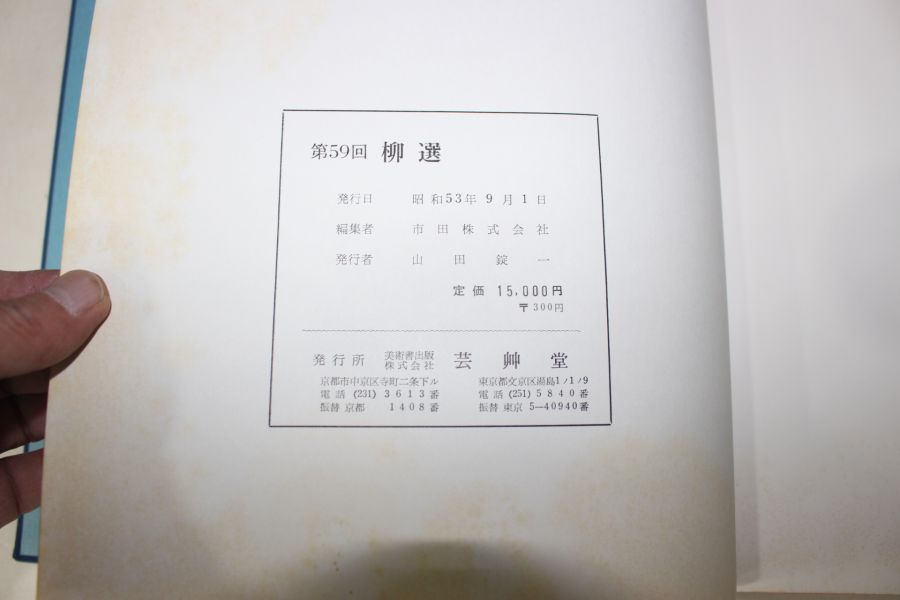 第59回 柳選
発行日 昭和53年9月1日
編集者 市田株式会社
発行者 山田錠一
定価 15,000円
〒300円
発行所 美術書出版株式会社 芸艸堂
京都市中京区寺町二条下ル 東京都文京区湯島1ノ1ノ9
電話 (231) 3613番 電話 (251) 5840番
振替 京都 1408番 振替 東京 5—40940番